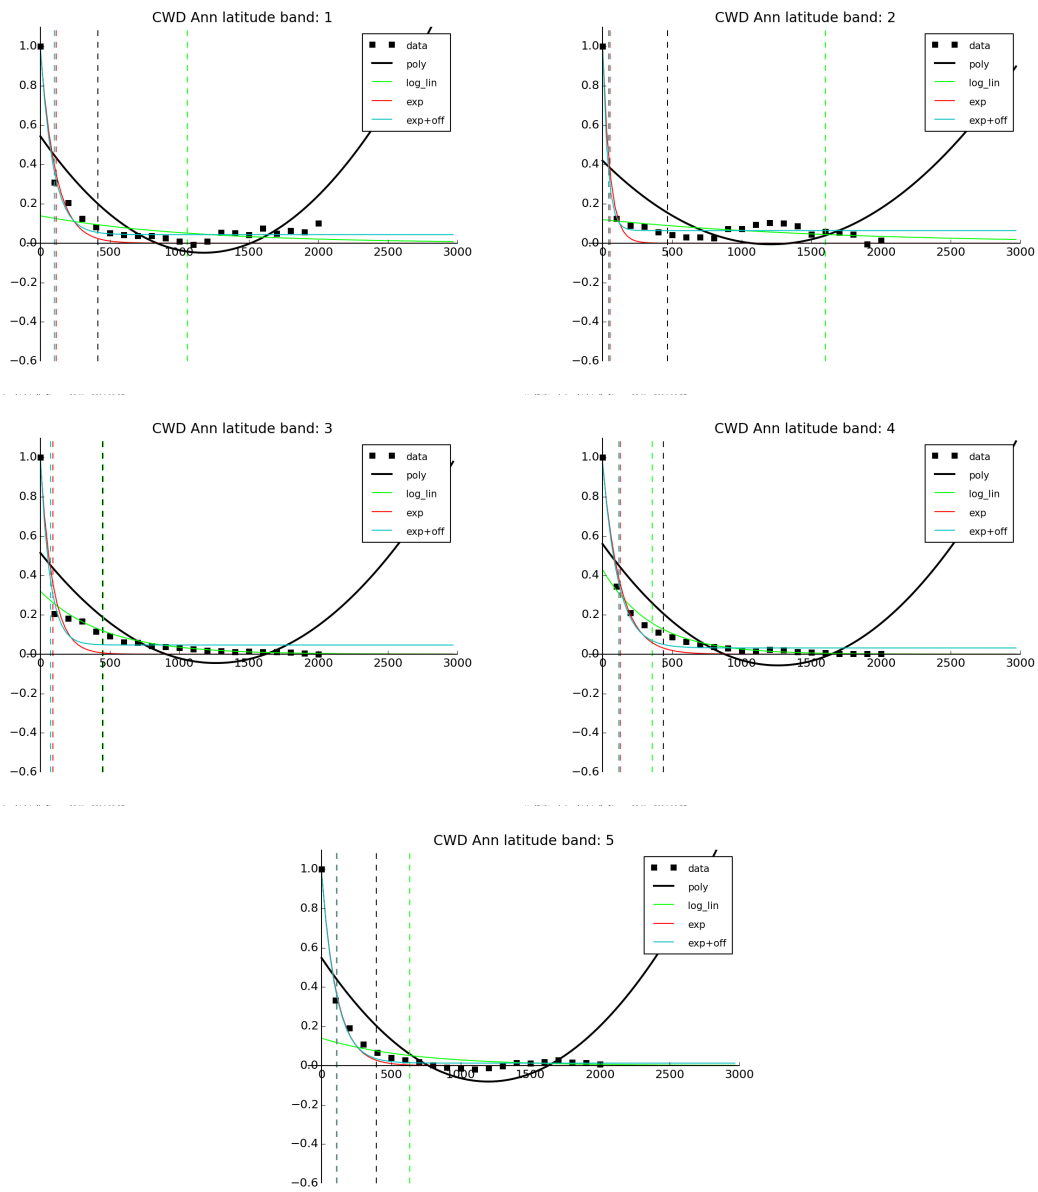 CWD Ann latitude band: 1
1.0
0.8
0.6
0.4
0.2
0.0
−0.2
−0.4
−0.6
0 500 1000 1500 2000 2500 3000
data
poly
log_lin
exp
exp+off
CWD Ann latitude band: 2
1.0
0.8
0.6
0.4
0.2
0.0
−0.2
−0.4
−0.6
0 500 1000 1500 2000 2500 3000
data
poly
log_lin
exp
exp+off
CWD Ann latitude band: 3
1.0
0.8
0.6
0.4
0.2
0.0
−0.2
−0.4
−0.6
0 500 1000 1500 2000 2500 3000
data
poly
log_lin
exp
exp+off
CWD Ann latitude band: 4
1.0
0.8
0.6
0.4
0.2
0.0
−0.2
−0.4
−0.6
0 500 1000 1500 2000 2500 3000
data
poly
log_lin
exp
exp+off
CWD Ann latitude band: 5
1.0
0.8
0.6
0.4
0.2
0.0
−0.2
−0.4
−0.6
0 500 1000 1500 2000 2500 3000
data
poly
log_lin
exp
exp+off